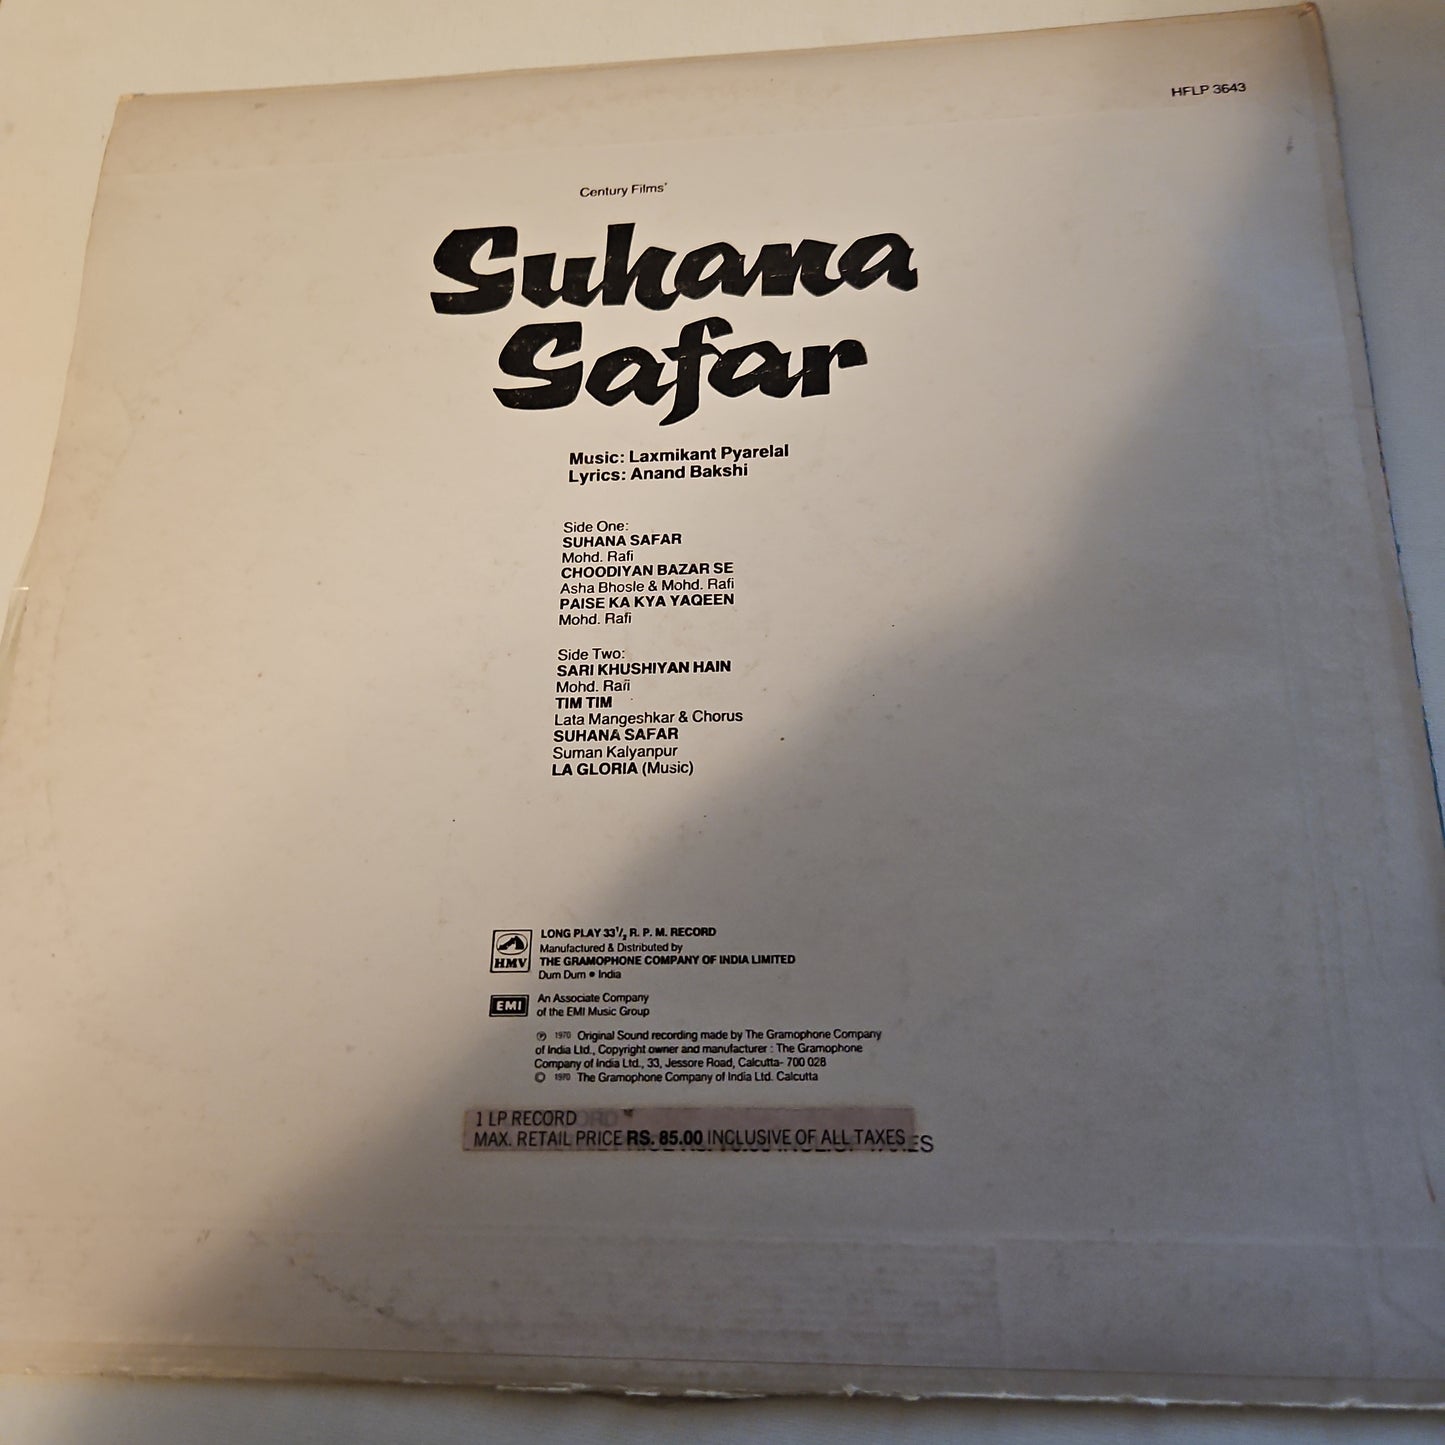 HFLP 3643
Century Films'
Suhana
Safar
Music: Laxmikant Pyarelal
Lyrics: Anand Bakshi
Side One:
SUHANA SAFAR
Mohd. Rafi
CHOODIYAN BAZAR SE
Asha Bhosle & Mohd. Rafi
PAISE KA KYA YAQEEN
Mohd. Rafi
Side Two:
SARI KHUSHIYAN HAIN
Mohd. Rafi
TIM TIM
Lata Mangeshkar & Chorus
SUHANA SAFAR
Suman Kalyanpur
LA GLORIA (Music)
HMV
LONG PLAY 33 1/3 R. P. M. RECORD
Manufactured & Distributed by
THE GRAMOPHONE COMPANY OF INDIA LIMITED
Dum Dum • India
EMI
An Associate Company
of the EMI Music Group
℗ 1970 Original Sound recording made by The Gramophone Company
of India Ltd., Copyright owner and manufacturer : The Gramophone
Company of India Ltd., 33, Jessore Road, Calcutta- 700 028
© 1970 The Gramophone Company of India Ltd. Calcutta
1 LP RECORD
MAX. RETAIL PRICE RS. 85.00 INCLUSIVE OF ALL TAXES